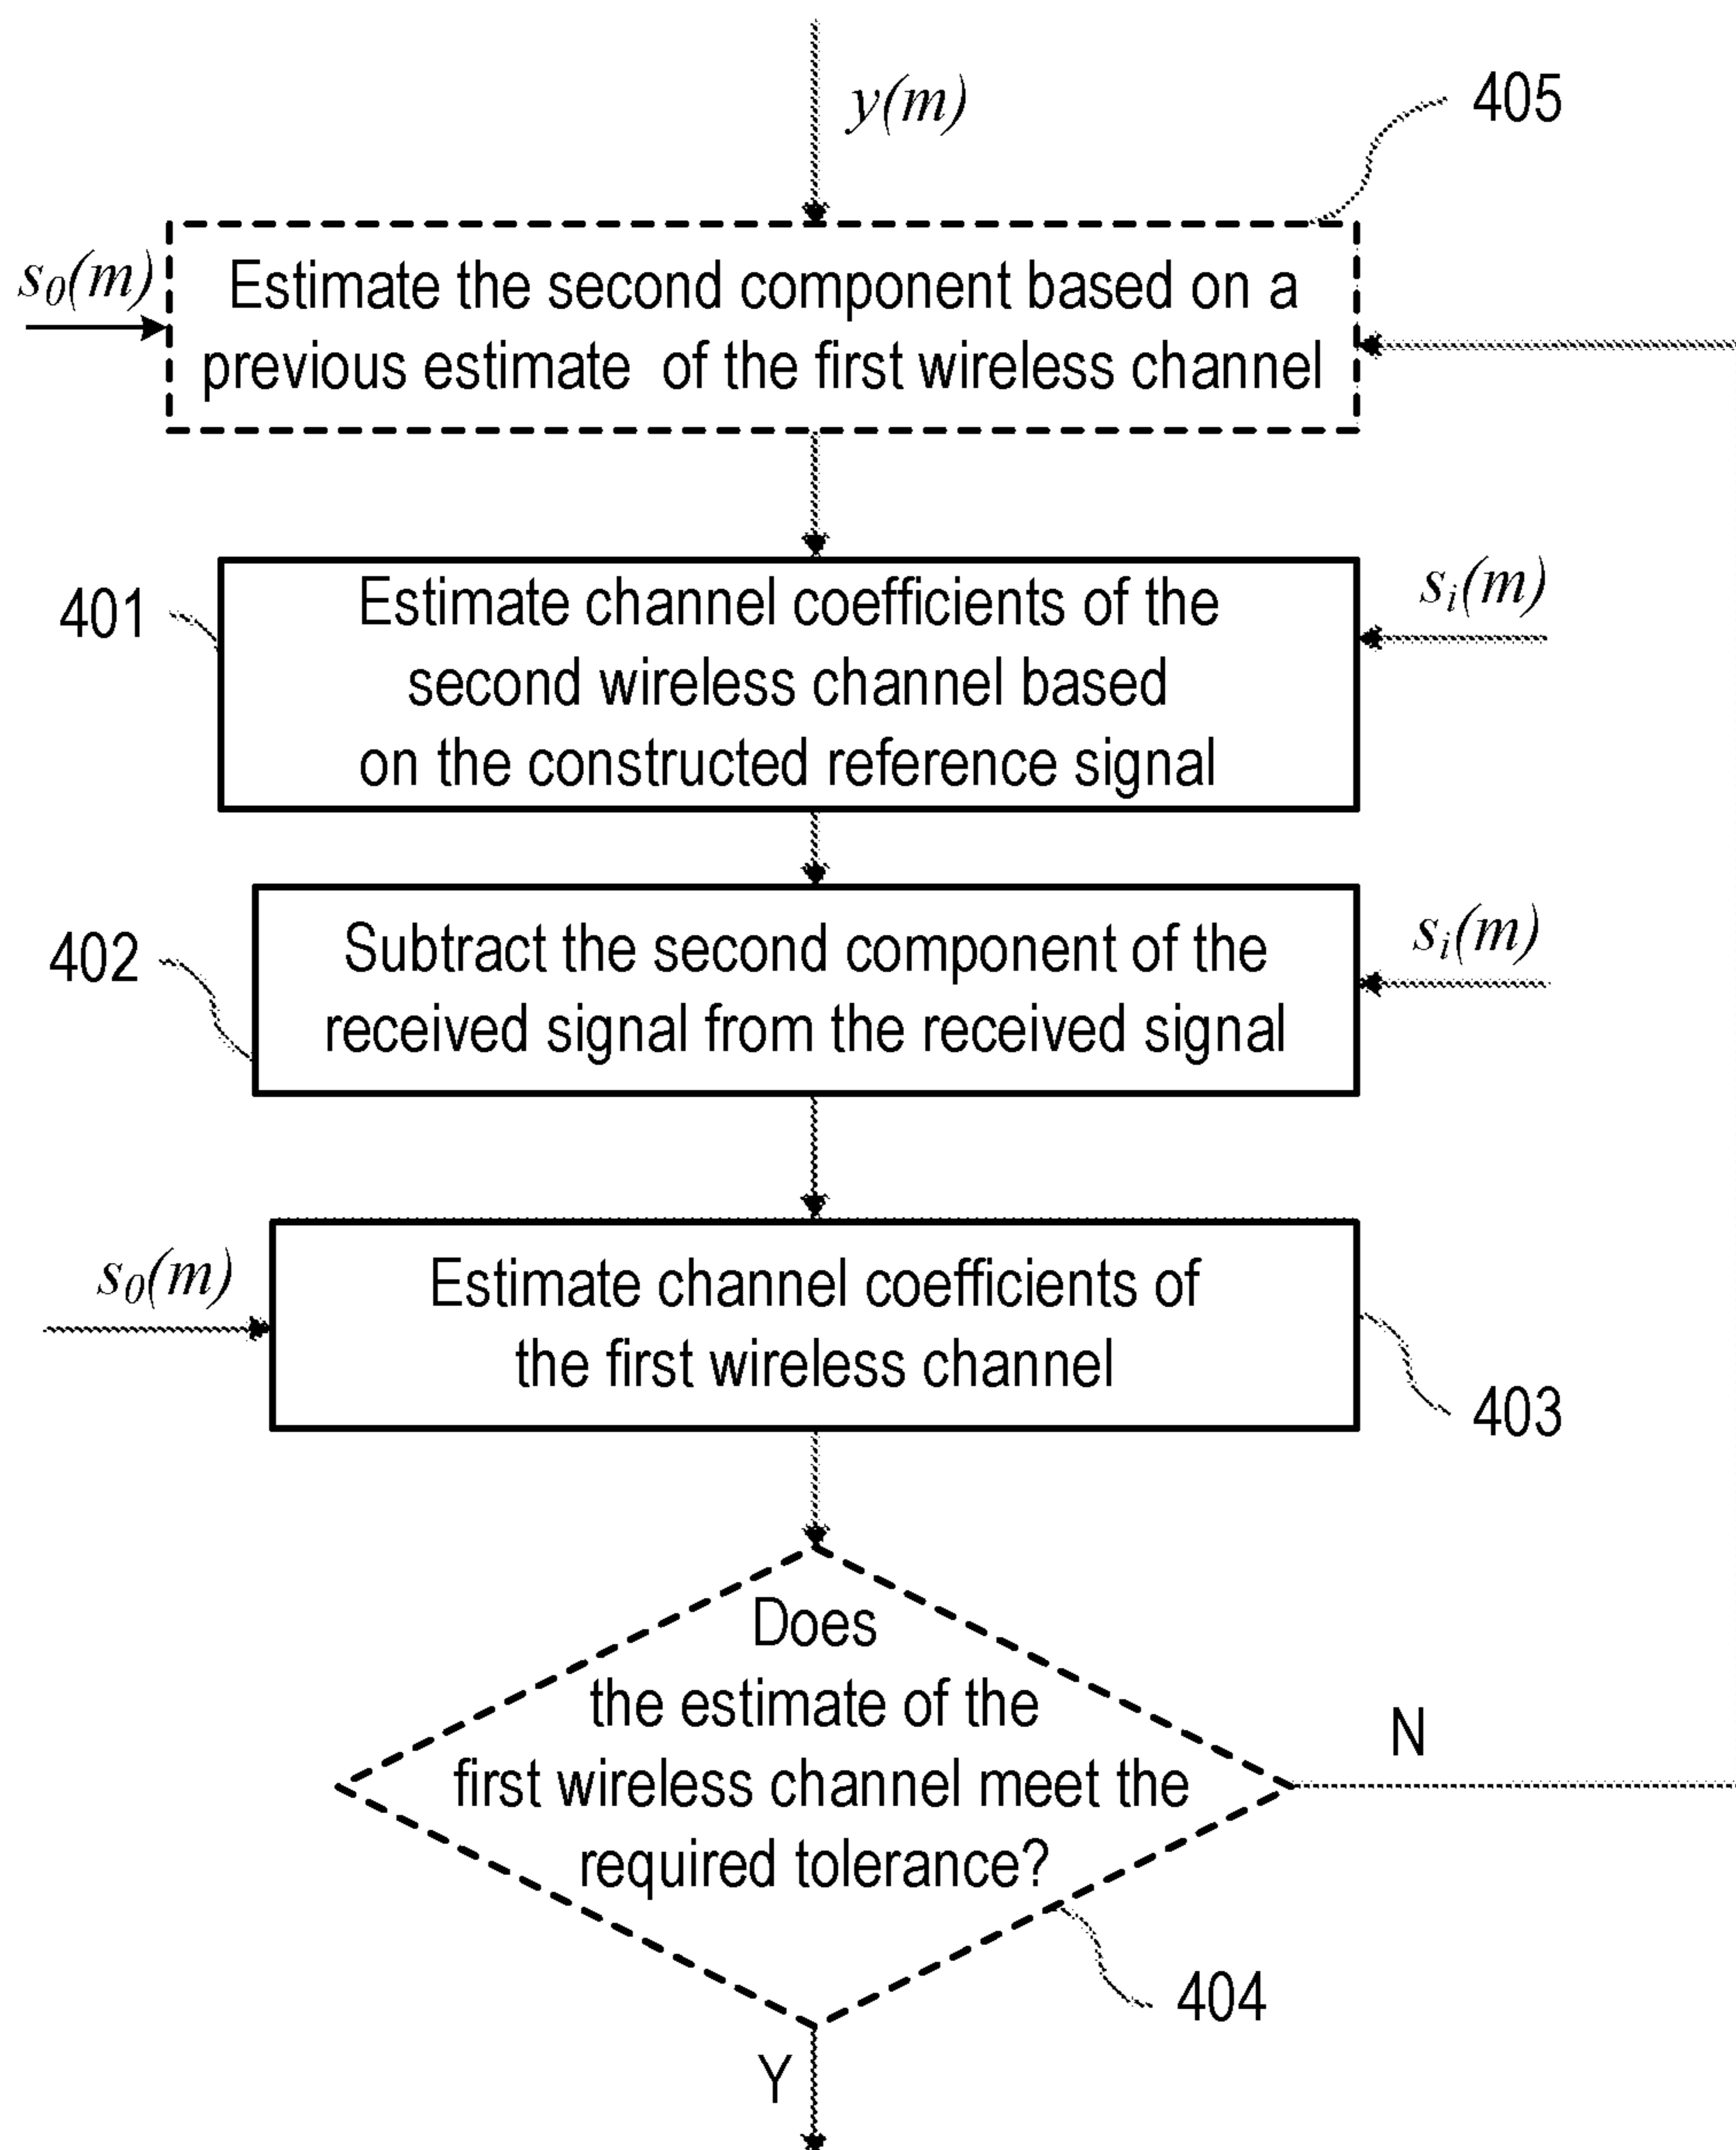 y(m)
405
s0(m)
Estimate the second component based on a
previous estimate of the first wireless channel
401
Estimate channel coefficients of the
second wireless channel based
on the constructed reference signal
si(m)
402
Subtract the second component of the
received signal from the received signal
si(m)
s0(m)
Estimate channel coefficients of
the first wireless channel
403
Does
the estimate of the
first wireless channel meet the
required tolerance?
N
404
Y